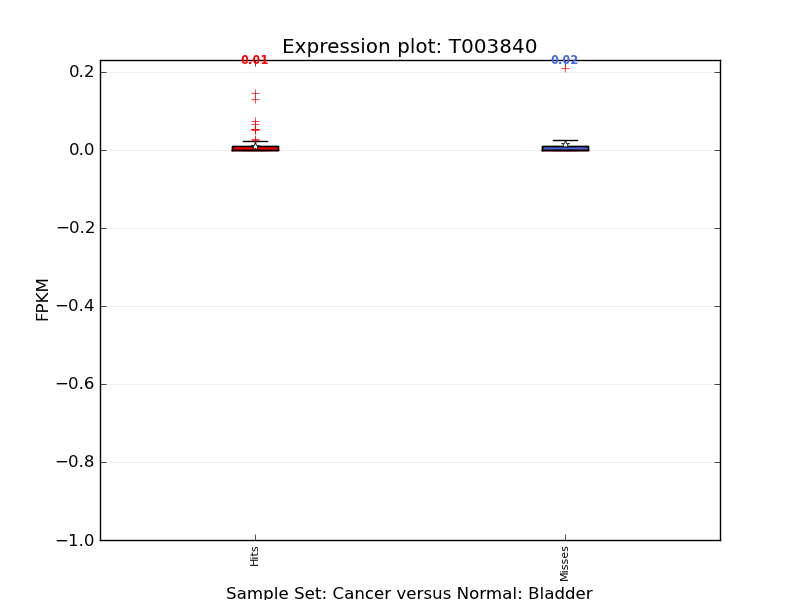 Expression plot: T003840
0.01
0.02
0.2
0.0
−0.2
−0.4
−0.6
−0.8
−1.0
FPKM
Hits
Misses
Sample Set: Cancer versus Normal: Bladder